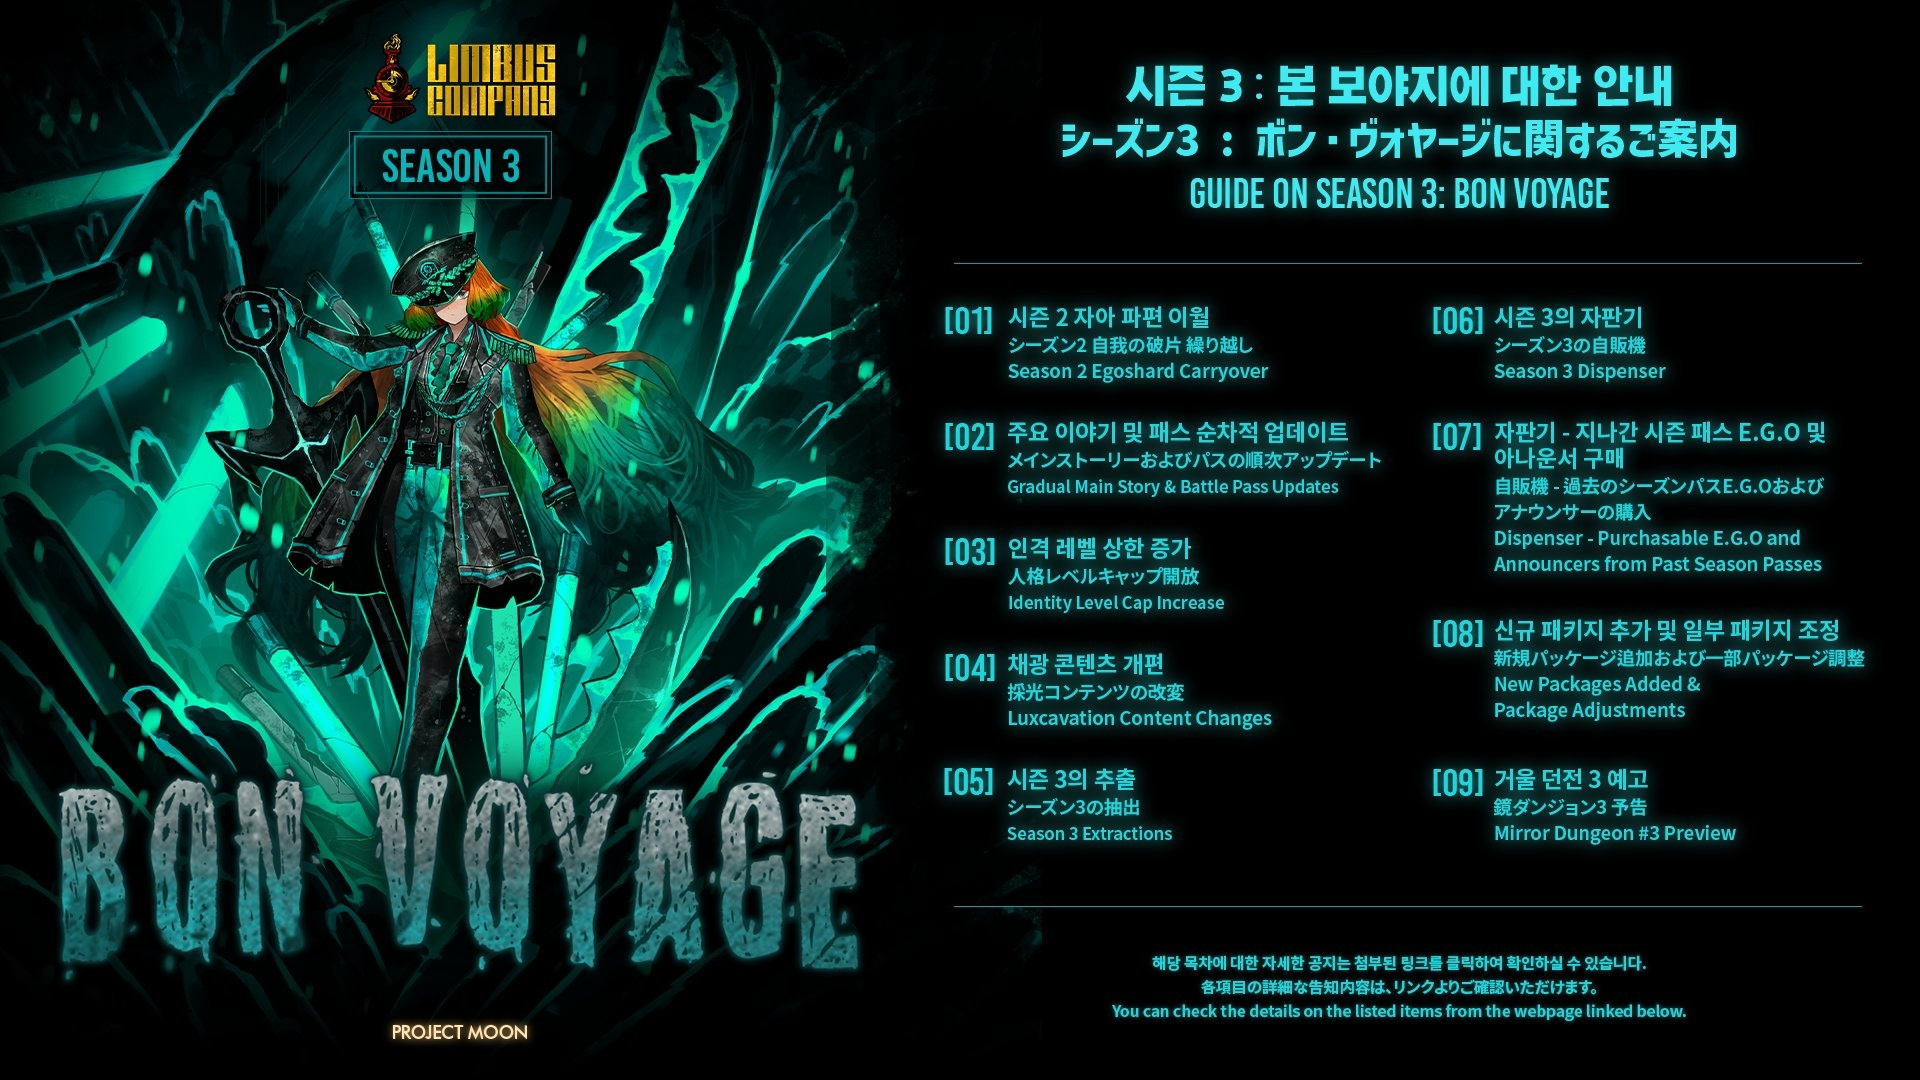 LIMBUS
COMPANY
SEASON 3
BON VOYAGE
PROJECT MOON
시즌 3 : 본 보야지에 대한 안내
シーズン3 : ボン・ヴォヤージに関するご案内
GUIDE ON SEASON 3: BON VOYAGE
[01] 시즌 2 자아 파편 이월
シーズン2 自我の破片 繰り越し
Season 2 Egoshard Carryover
[02] 주요 이야기 및 패스 순차적 업데이트
メインストーリーおよびパスの順次アップデート
Gradual Main Story & Battle Pass Updates
[03] 인격 레벨 상한 증가
人格レベルキャップ開放
Identity Level Cap Increase
[04] 채광 콘텐츠 개편
採光コンテンツの改変
Luxcavation Content Changes
[05] 시즌 3의 추출
シーズン3の抽出
Season 3 Extractions
[06] 시즌 3의 자판기
シーズン3の自販機
Season 3 Dispenser
[07] 자판기 - 지나간 시즌 패스 E.G.O 및
아나운서 구매
自販機 - 過去のシーズンパスE.G.Oおよび
アナウンサーの購入
Dispenser - Purchasable E.G.O and
Announcers from Past Season Passes
[08] 신규 패키지 추가 및 일부 패키지 조정
新規パッケージ追加および一部パッケージ調整
New Packages Added &
Package Adjustments
[09] 거울 던전 3 예고
鏡ダンジョン3 予告
Mirror Dungeon #3 Preview
해당 목차에 대한 자세한 공지는 첨부된 링크를 클릭하여 확인하실 수 있습니다.
各項目の詳細な告知内容は、リンクよりご確認いただけます。
You can check the details on the listed items from the webpage linked below.